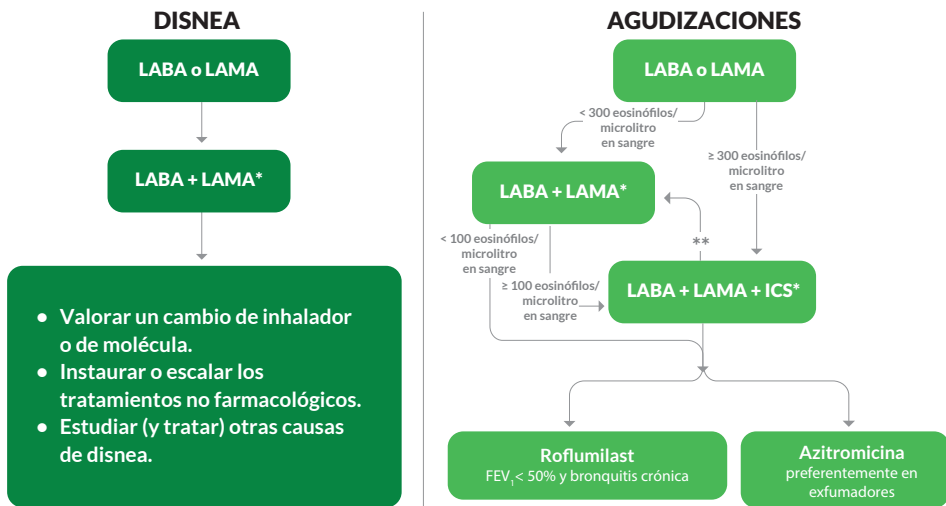 DISNEA
LABA o LAMA
LABA + LAMA*
• Valorar un cambio de inhalador
o de molécula.
• Instaurar o escalar los
tratamientos no farmacológicos.
• Estudiar (y tratar) otras causas
de disnea.
AGUDIZACIONES
LABA o LAMA
< 300 eosinófilos/
microlitro
en sangre
≥ 300 eosinófilos/
microlitro
en sangre
LABA + LAMA*
< 100 eosinófilos/
microlitro
en sangre
**
≥ 100 eosinófilos/
microlitro
en sangre
LABA + LAMA + ICS*
Roflumilast
FEV₁< 50% y bronquitis crónica
Azitromicina
preferentemente en
exfumadores